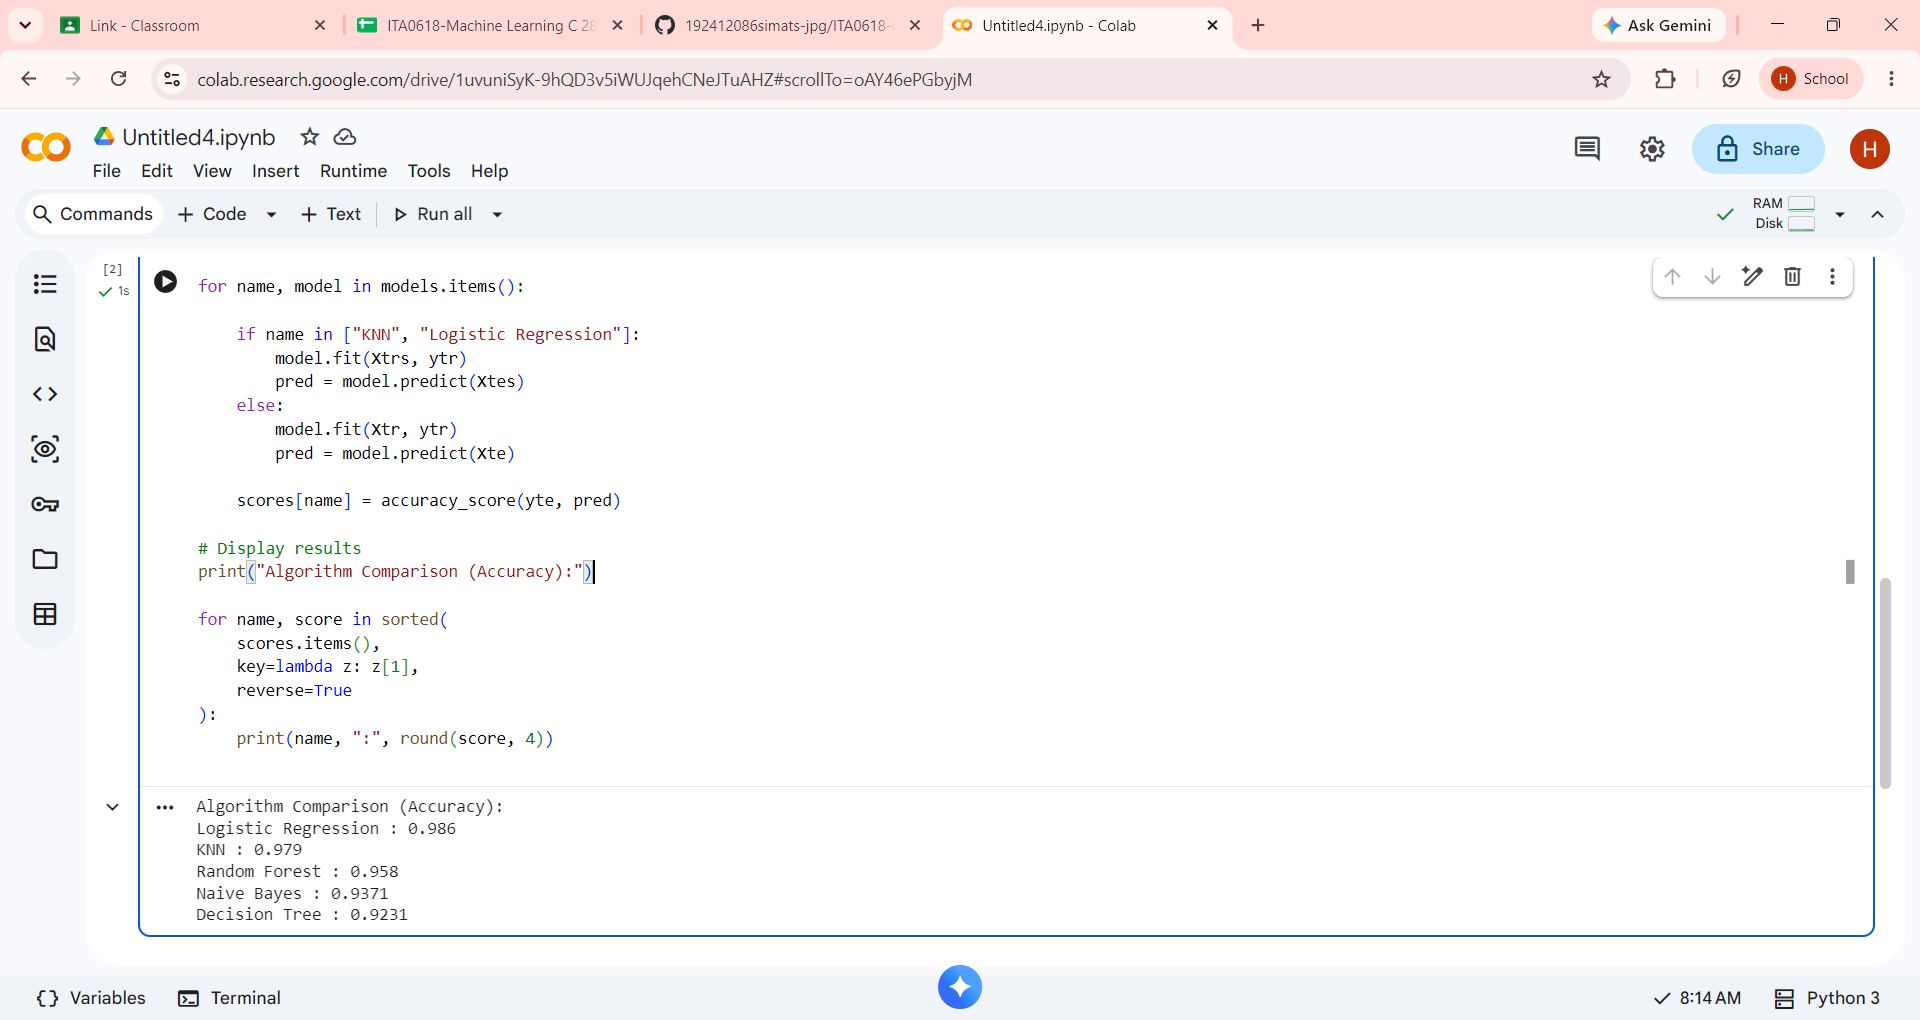 Link - Classroom
ITA0618-Machine Learning C 28
192412086simats-jpg/ITA0618-
Untitled4.ipynb - Colab
Ask Gemini
colab.research.google.com/drive/1uvuniSyK-9hQD3v5iWUJqehCNeJTuAHZ#scrollTo=oAY46ePGbyjM
H School
Untitled4.ipynb
File Edit View Insert Runtime Tools Help
Share
H
Commands + Code + Text Run all
RAM
Disk
[2]
1s
for name, model in models.items():
if name in ["KNN", "Logistic Regression"]:
model.fit(Xtrs, ytr)
pred = model.predict(Xtes)
else:
model.fit(Xtr, ytr)
pred = model.predict(Xte)
scores[name] = accuracy_score(yte, pred)
# Display results
print("Algorithm Comparison (Accuracy):")
for name, score in sorted(
scores.items(),
key=lambda z: z[1],
reverse=True
):
print(name, ":", round(score, 4))
Algorithm Comparison (Accuracy):
Logistic Regression : 0.986
KNN : 0.979
Random Forest : 0.958
Naive Bayes : 0.9371
Decision Tree : 0.9231
Variables Terminal
8:14 AM Python 3